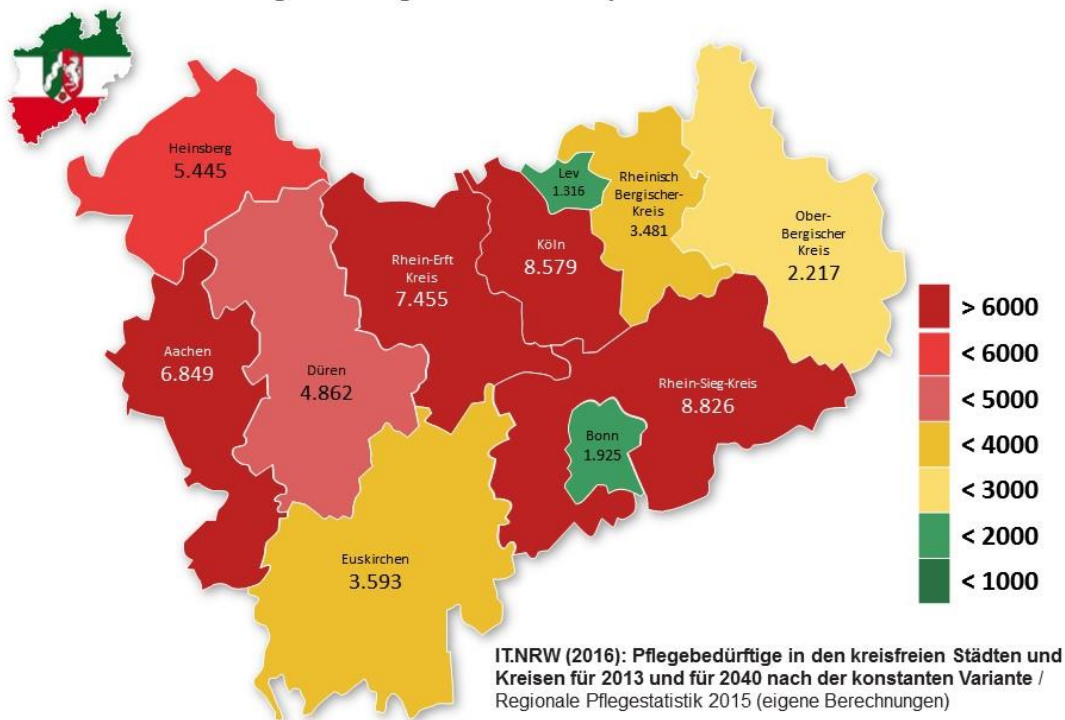 Heinsberg
5.445
Lev
1.316
Rheinisch
Bergischer-
Kreis
3.481
Ober-
Bergischer
Kreis
2.217
Köln
8.579
Rhein-Erft
Kreis
7.455
Aachen
6.849
Düren
4.862
Rhein-Sieg-Kreis
8.826
Bonn
1.925
Euskirchen
3.593
> 6000
< 6000
< 5000
< 4000
< 3000
< 2000
< 1000
IT.NRW (2016): Pflegebedürftige in den kreisfreien Städten und
Kreisen für 2013 und für 2040 nach der konstanten Variante /
Regionale Pflegestatistik 2015 (eigene Berechnungen)